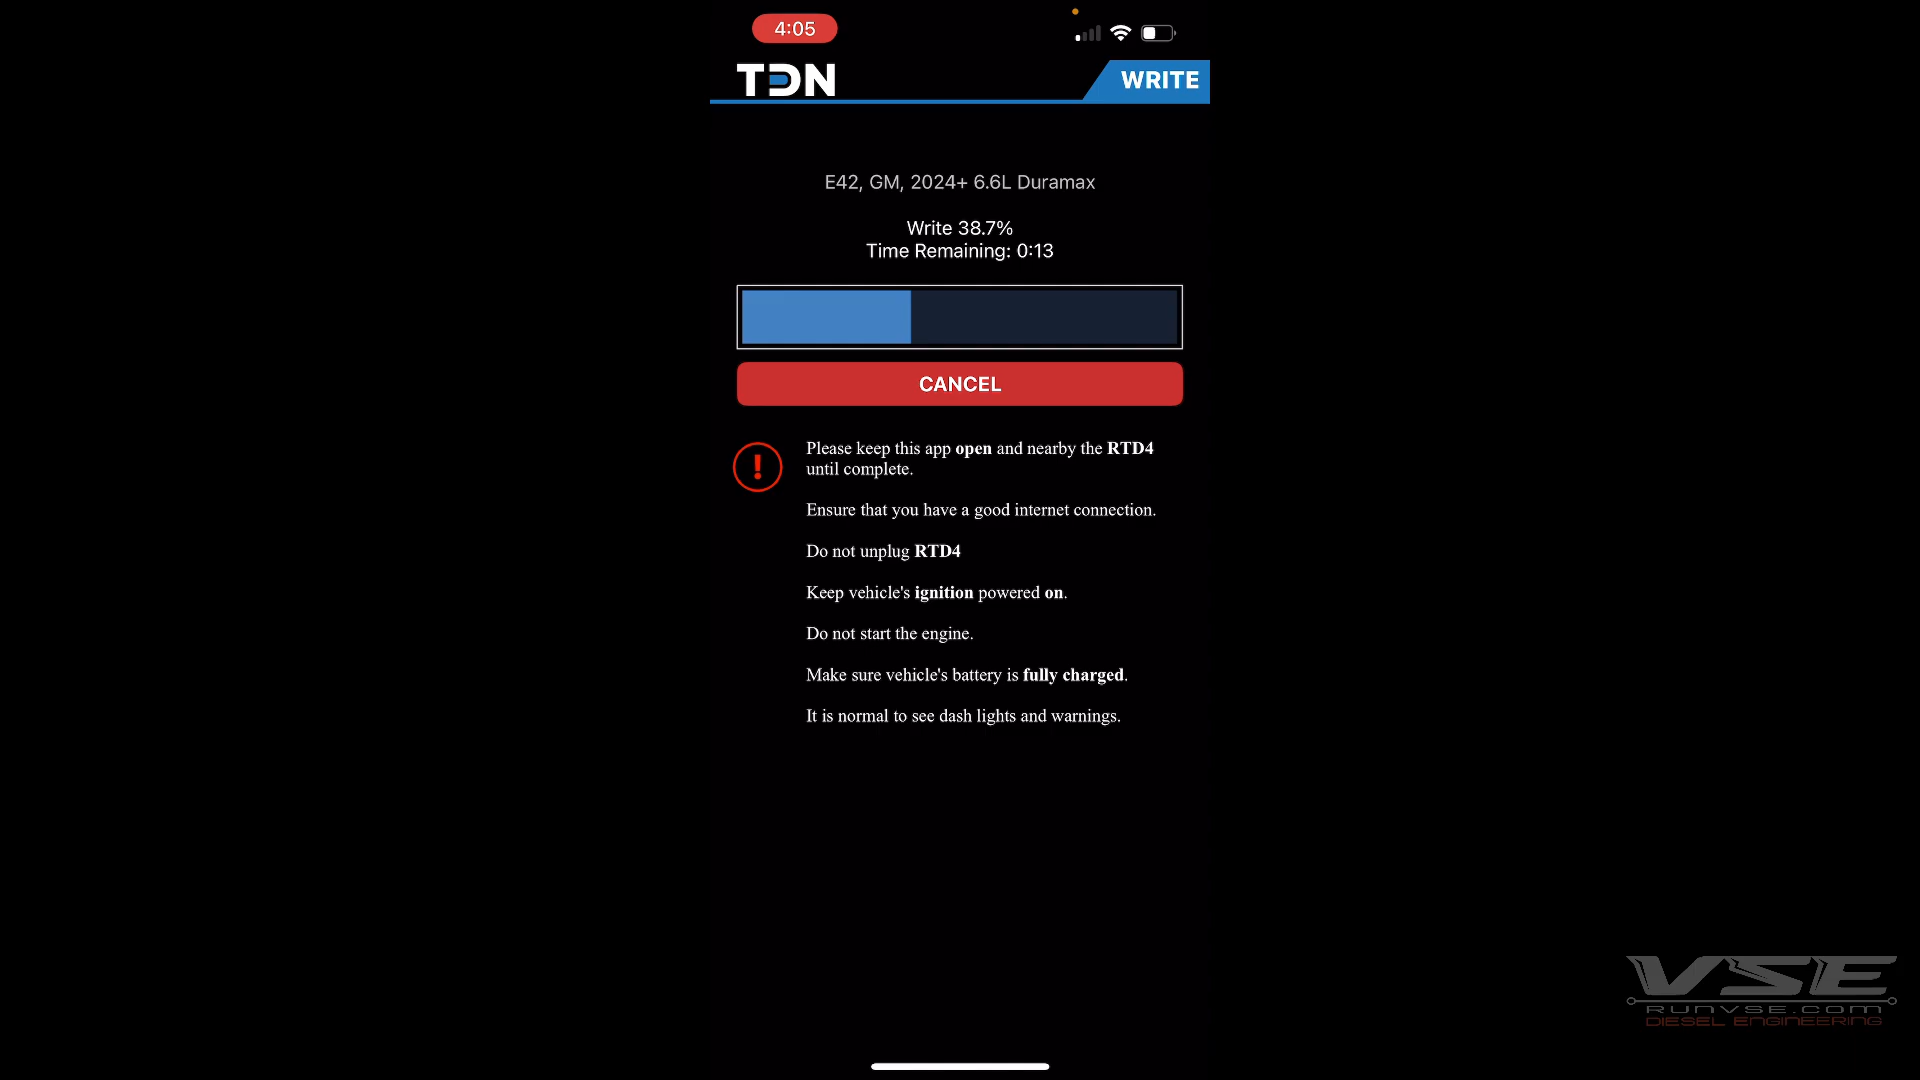 4:05
TDN
WRITE
E42, GM, 2024+ 6.6L Duramax
Write 38.7%
Time Remaining: 0:13
CANCEL
Please keep this app open and nearby the RTD4
until complete.
Ensure that you have a good internet connection.
Do not unplug RTD4
Keep vehicle's ignition powered on.
Do not start the engine.
Make sure vehicle's battery is fully charged.
It is normal to see dash lights and warnings.
VSE
RUNVSE.COM
DIESEL ENGINEERING